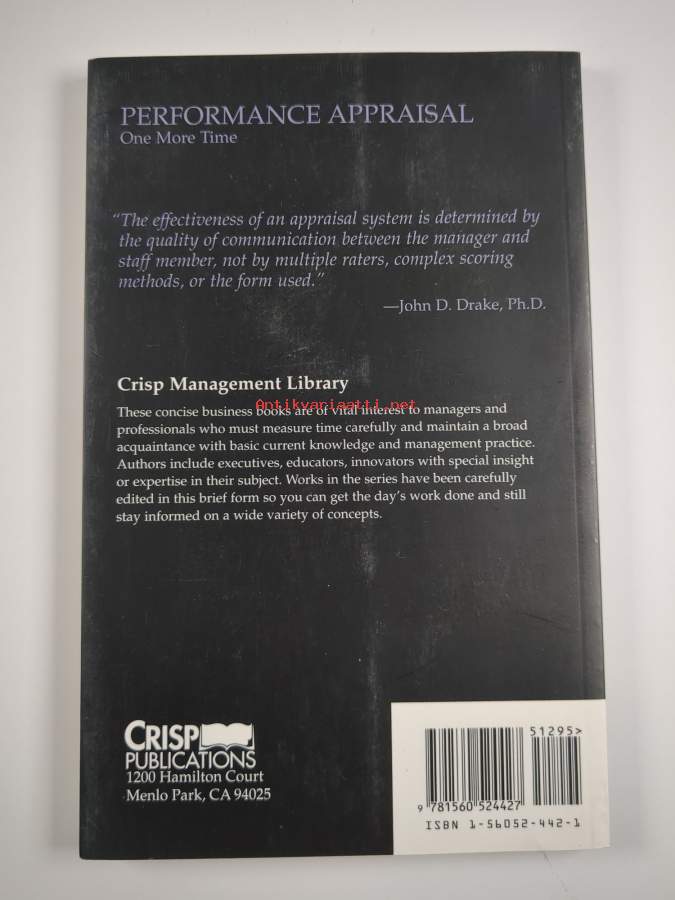 PERFORMANCE APPRAISAL
One More Time
“The effectiveness of an appraisal system is determined by
the quality of communication between the manager and
staff member, not by multiple raters, complex scoring
methods, or the form used.”
—John D. Drake, Ph.D.
Crisp Management Library
Antikvariaatti.net
These concise business books are of vital interest to managers and
professionals who must measure time carefully and maintain a broad
acquaintance with basic current knowledge and management practice.
Authors include executives, educators, innovators with special insight
or expertise in their subject. Works in the series have been carefully
edited in this brief form so you can get the day’s work done and still
stay informed on a wide variety of concepts.
CRISP
PUBLICATIONS
1200 Hamilton Court
Menlo Park, CA 94025
51295>
9 781560 524427
ISBN 1-56052-442-1